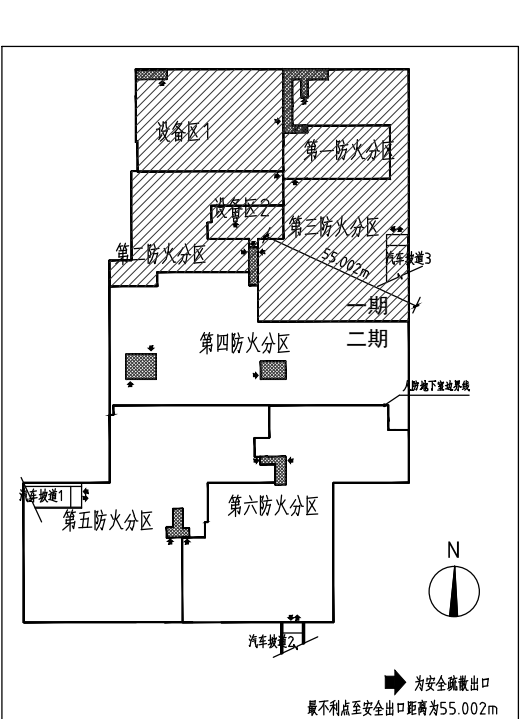 设备区1
第一防火分区
设备区2
第三防火分区
第二防火分区
55.002m
汽车坡道3
一期
二期
第四防火分区
人防地下室边界线
汽车坡道1
第五防火分区
第六防火分区
N
汽车坡道2
为安全疏散出口
最不利点至安全出口距离为55.002m